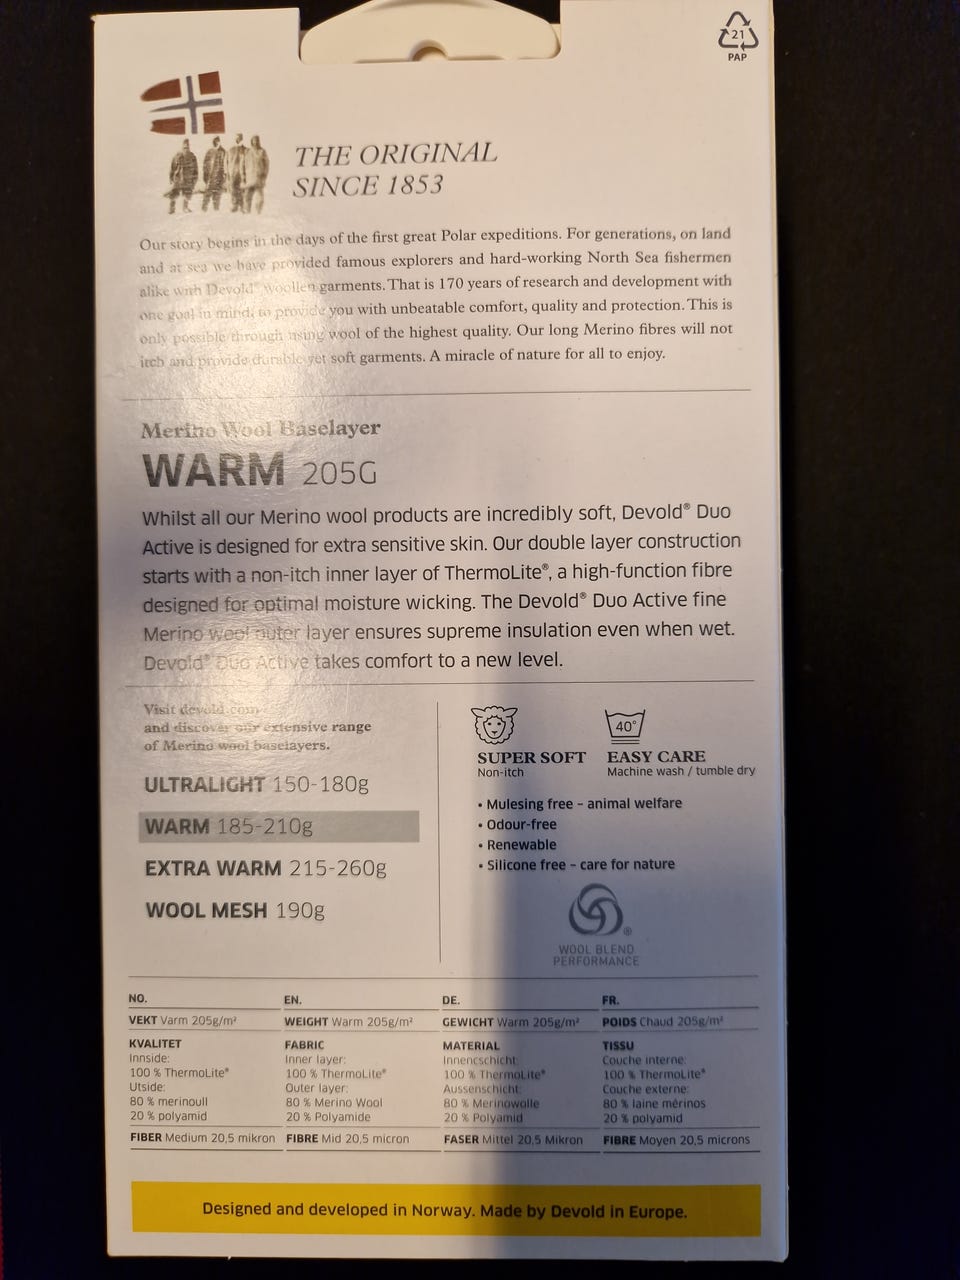 21
PAP
THE ORIGINAL
SINCE 1853
Our story begins in the days of the first great Polar expeditions. For generations, on land
and at sea we have provided famous explorers and hard-working North Sea fishermen
alike with Devold® woollen garments. That is 170 years of research and development with
one goal in mind, to provide you with unbeatable comfort, quality and protection. This is
only possible through using wool of the highest quality. Our long Merino fibres will not
itch and provide durable yet soft garments. A miracle of nature for all to enjoy.
Merino Wool Baselayer
WARM 205G
Whilst all our Merino wool products are incredibly soft, Devold® Duo
Active is designed for extra sensitive skin. Our double layer construction
starts with a non-itch inner layer of ThermoLite®, a high-function fibre
designed for optimal moisture wicking. The Devold® Duo Active fine
Merino wool outer layer ensures supreme insulation even when wet.
Devold® Duo Active takes comfort to a new level.
Visit devold.com
and discover our extensive range
of Merino wool baselayers.
ULTRALIGHT 150-180g
WARM 185-210g
EXTRA WARM 215-260g
WOOL MESH 190g
SUPER SOFT
Non-itch
40°
EASY CARE
Machine wash / tumble dry
• Mulesing free – animal welfare
• Odour-free
• Renewable
• Silicone free – care for nature
®
WOOL BLEND
PERFORMANCE
NO.
VEKT Varm 205g/m²
KVALITET
Innside:
100 % ThermoLite®
Utside:
80 % merinoull
20 % polyamid
FIBER Medium 20,5 mikron
EN.
WEIGHT Warm 205g/m²
FABRIC
Inner layer:
100 % ThermoLite®
Outer layer:
80 % Merino Wool
20 % Polyamide
FIBRE Mid 20,5 micron
DE.
GEWICHT Warm 205g/m²
MATERIAL
Innenschicht:
100 % ThermoLite®
Aussenschicht:
80 % Merinowolle
20 % Polyamid
FASER Mittel 20,5 Mikron
FR.
POIDS Chaud 205g/m²
TISSU
Couche interne:
100 % ThermoLite®
Couche externe:
80 % laine mérinos
20 % polyamid
FIBRE Moyen 20,5 microns
Designed and developed in Norway. Made by Devold in Europe.